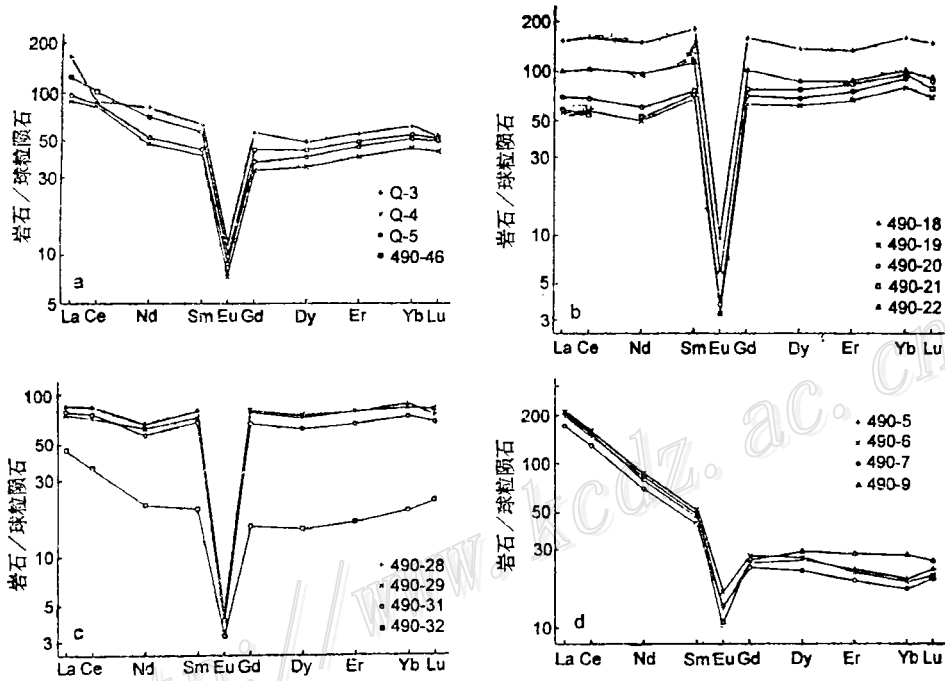 200
100
50
30
10
5
岩石/球粒陨石
Q-3
Q-4
Q-5
490-46
a
La Ce Nd Sm Eu Gd Dy Er Yb Lu
200
100
50
30
10
5
3
岩石/球粒陨石
490-18
490-19
490-20
490-21
490-22
b
La Ce Nd Sm Eu Gd Dy Er Yb Lu
100
50
30
10
5
3
岩石/球粒陨石
490-28
490-29
490-31
490-32
c
La Ce Nd Sm Eu Gd Dy Er Yb Lu
200
100
50
30
10
岩石/球粒陨石
490-5
490-6
490-7
490-9
d
La Ce Nd Sm Eu Gd Dy Er Yb Lu
://www.kcdz.ac.cn